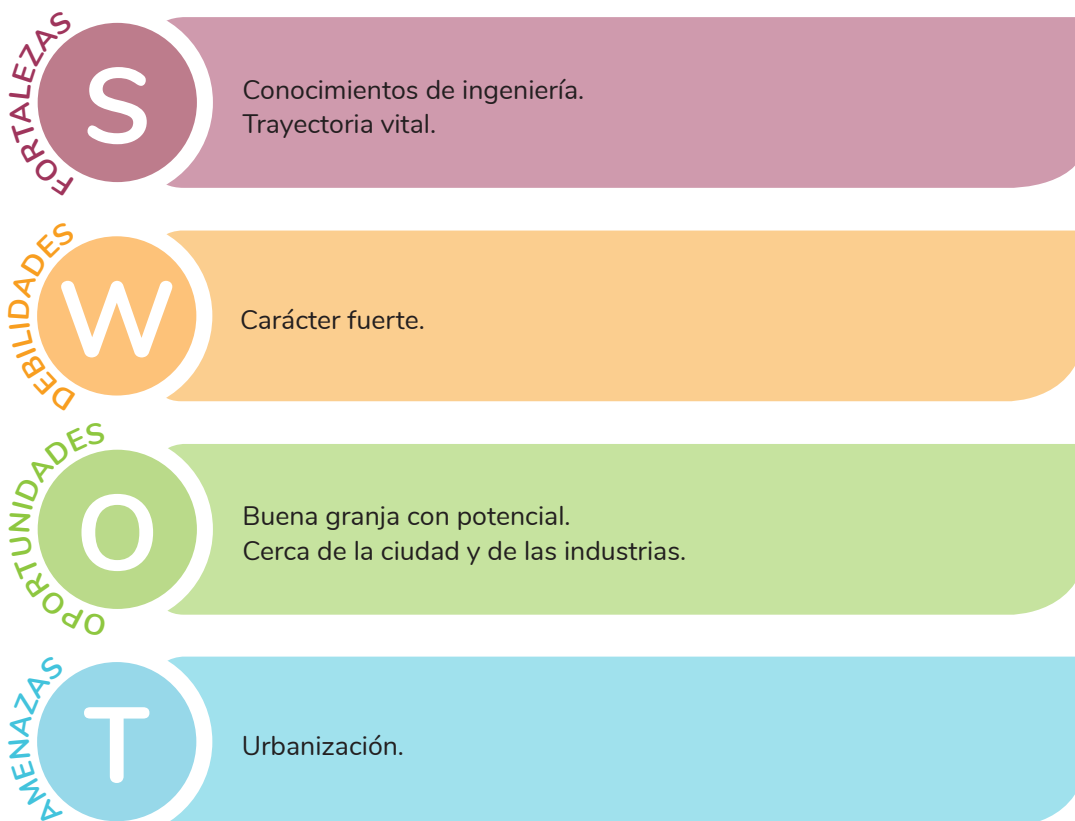 FORTALEZAS
S
Conocimientos de ingeniería.
Trayectoria vital.
DEBILIDADES
W
Carácter fuerte.
OPORTUNIDADES
O
Buena granja con potencial.
Cerca de la ciudad y de las industrias.
AMENAZAS
T
Urbanización.